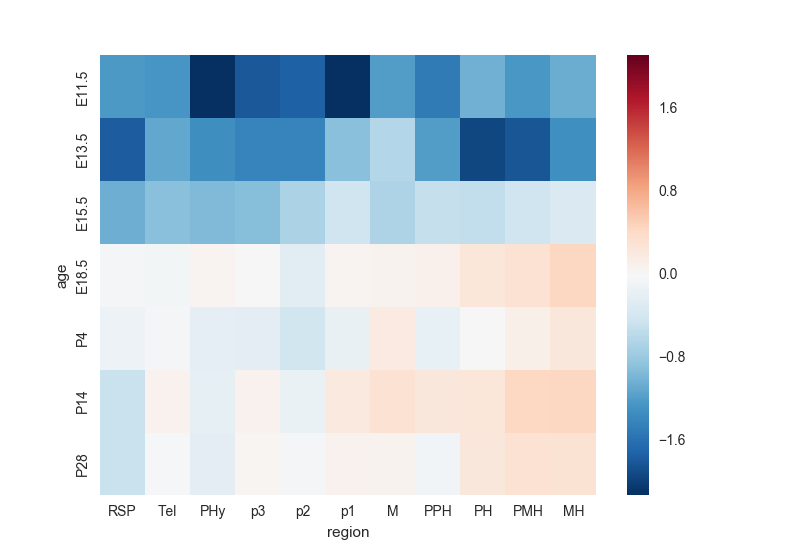 age
E11.5
E13.5
E15.5
E18.5
P4
P14
P28
RSP Tel PHy p3 p2 p1 M PPH PH PMH MH
region
1.6
0.8
0.0
−0.8
−1.6